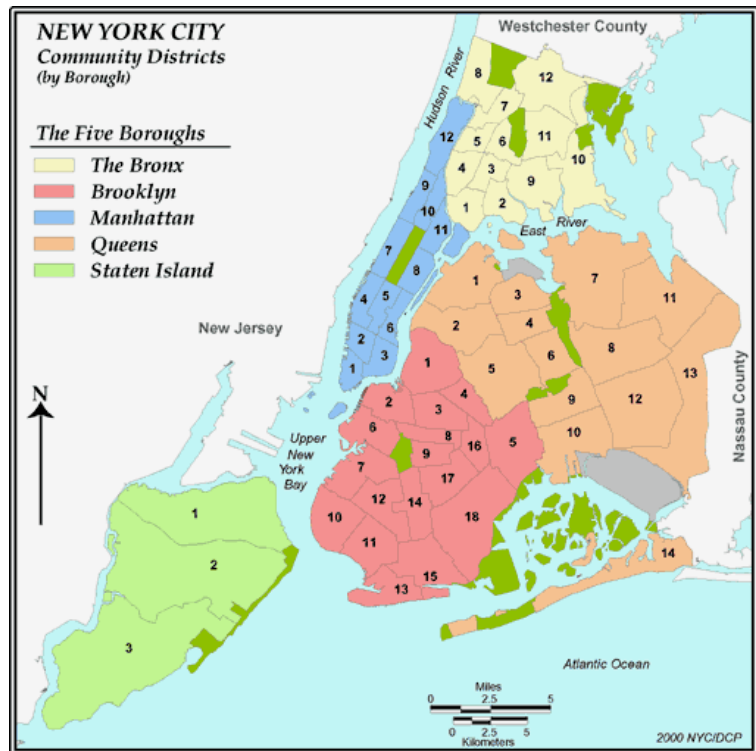 NEW YORK CITY
Community Districts
(by Borough)
The Five Boroughs
The Bronx
Brooklyn
Manhattan
Queens
Staten Island
Westchester County
Hudson River
East River
New Jersey
Nassau County
Upper
New
York
Bay
Atlantic Ocean
N
8
12
7
5
6
11
10
4
3
9
1
2
12
9
10
11
7
8
4
5
6
2
3
1
1
3
7
11
2
4
8
6
5
13
9
12
10
14
1
2
3
4
6
8
16
5
9
7
17
12
14
18
10
11
15
13
1
2
3
Miles
0 2.5 5
0 2.5 5
Kilometers
2000 NYC/DCP